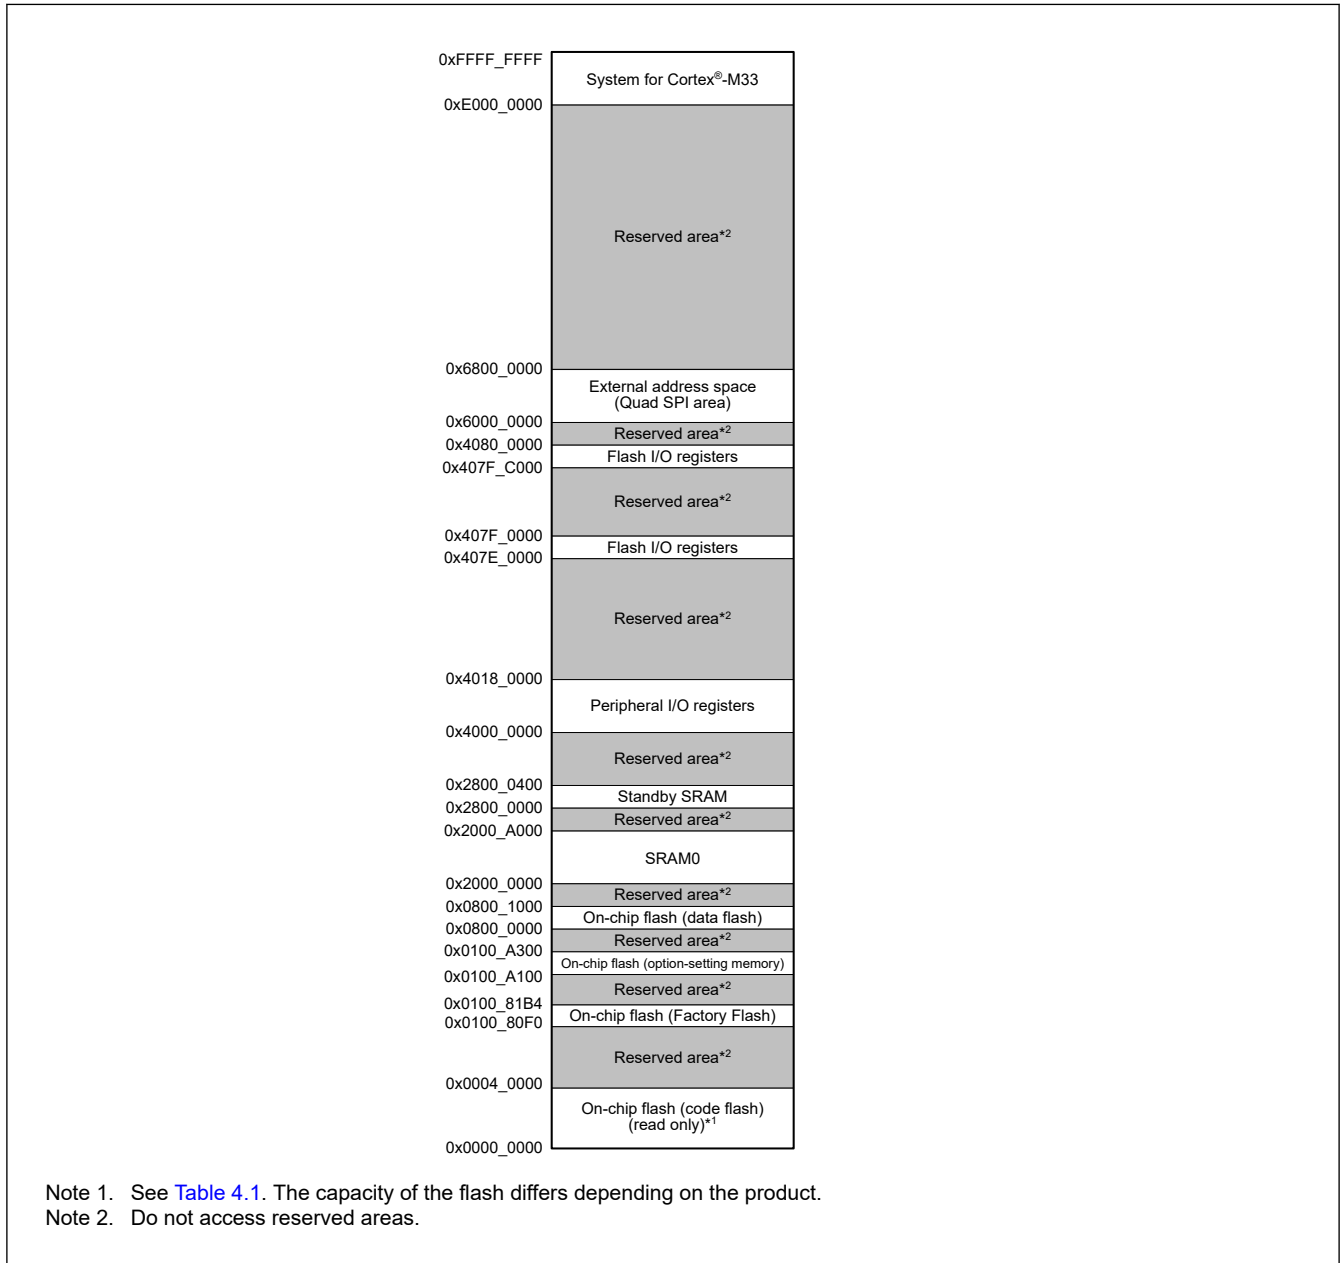 0xFFFF_FFFF
System for Cortex®-M33
0xE000_0000
Reserved area*2
0x6800_0000
External address space
(Quad SPI area)
0x6000_0000
Reserved area*2
0x4080_0000
Flash I/O registers
0x407F_C000
Reserved area*2
0x407F_0000
Flash I/O registers
0x407E_0000
Reserved area*2
0x4018_0000
Peripheral I/O registers
0x4000_0000
Reserved area*2
0x2800_0400
Standby SRAM
0x2800_0000
Reserved area*2
0x2000_A000
SRAM0
0x2000_0000
Reserved area*2
0x0800_1000
On-chip flash (data flash)
0x0800_0000
Reserved area*2
0x0100_A300
On-chip flash (option-setting memory)
0x0100_A100
Reserved area*2
0x0100_81B4
On-chip flash (Factory Flash)
0x0100_80F0
Reserved area*2
0x0004_0000
On-chip flash (code flash)
(read only)*1
0x0000_0000
Note 1. See Table 4.1. The capacity of the flash differs depending on the product.
Note 2. Do not access reserved areas.